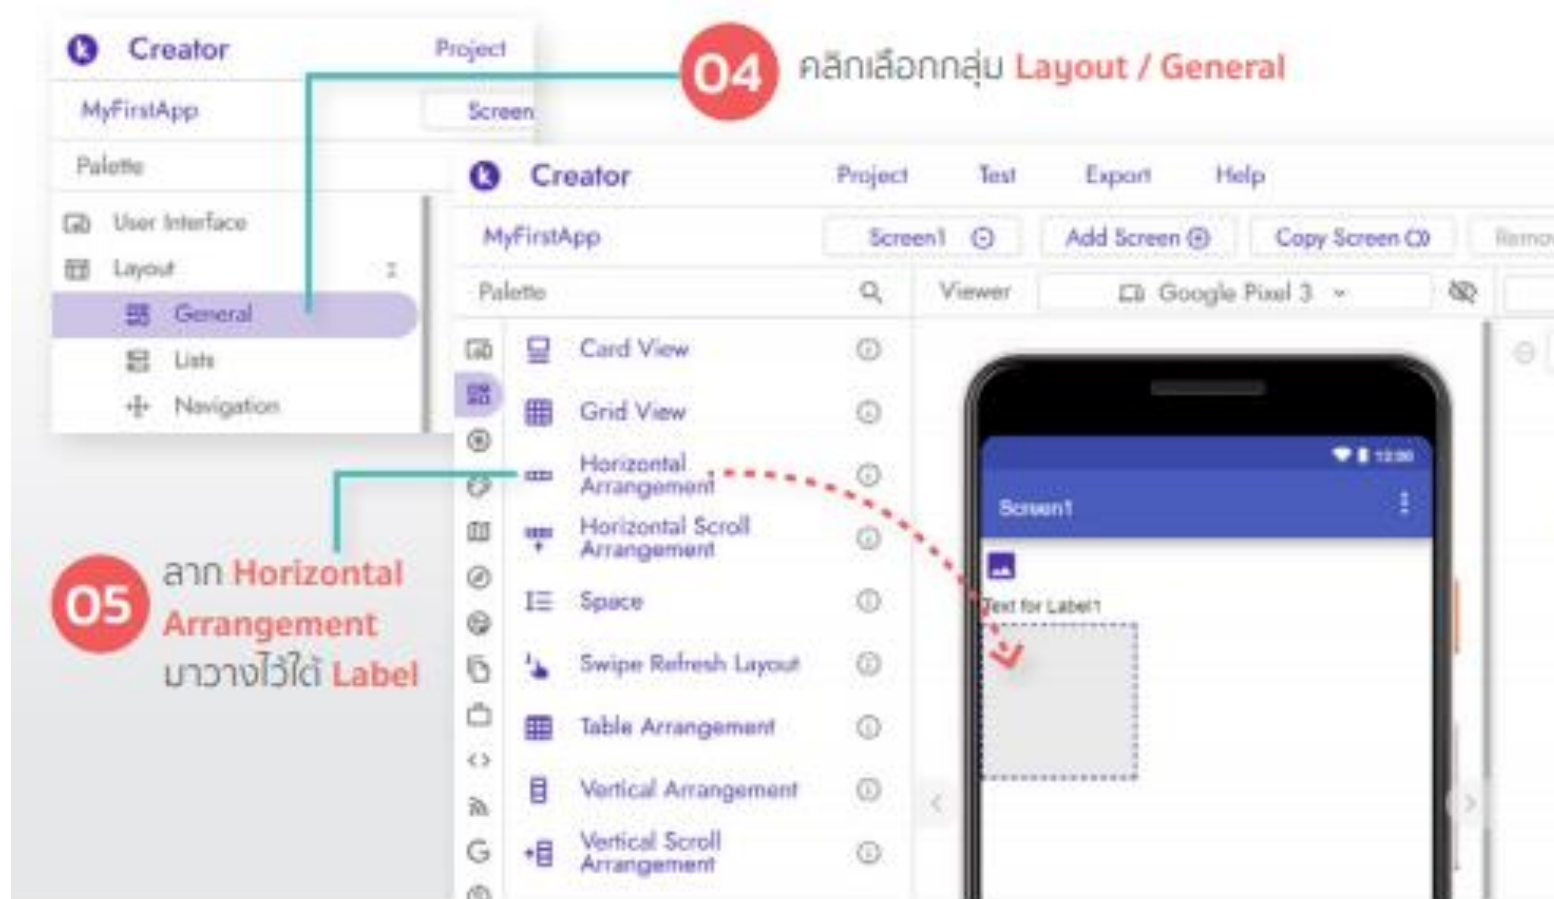 Creator
Project
MyFirstApp
Screen
Palette
User Interface
Layout
General
Lists
Navigation
04
คลิกเลือกกลุ่ม Layout / General
Creator
Project
Test
Export
Help
MyFirstApp
Screen1
Add Screen
Copy Screen
Remov
Palette
Viewer
Google Pixel 3
Card View
Grid View
Horizontal
Arrangement
Horizontal Scroll
Arrangement
Space
Swipe Refresh Layout
Table Arrangement
Vertical Arrangement
Vertical Scroll
Arrangement
Screen1
Text for Label1
05
ลาก Horizontal
Arrangement
มาวางไว้ใต้ Label